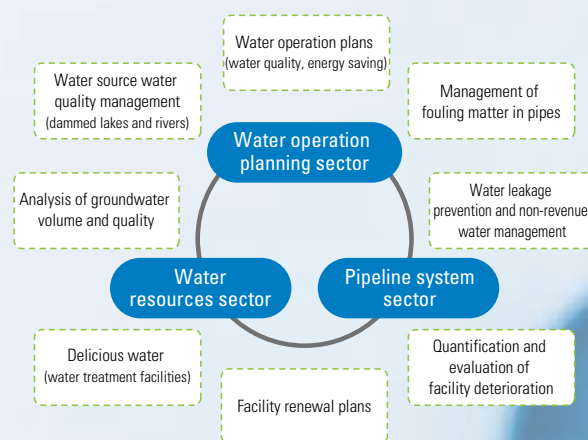 Water operation plans
(water quality, energy saving)
Water source water
quality management
(dammed lakes and rivers)
Management of
fouling matter in pipes
Water operation
planning sector
Analysis of groundwater
volume and quality
Water leakage
prevention and non-revenue
water management
Water
resources sector
Pipeline system
sector
Delicious water
(water treatment facilities)
Quantification and
evaluation of
facility deterioration
Facility renewal plans